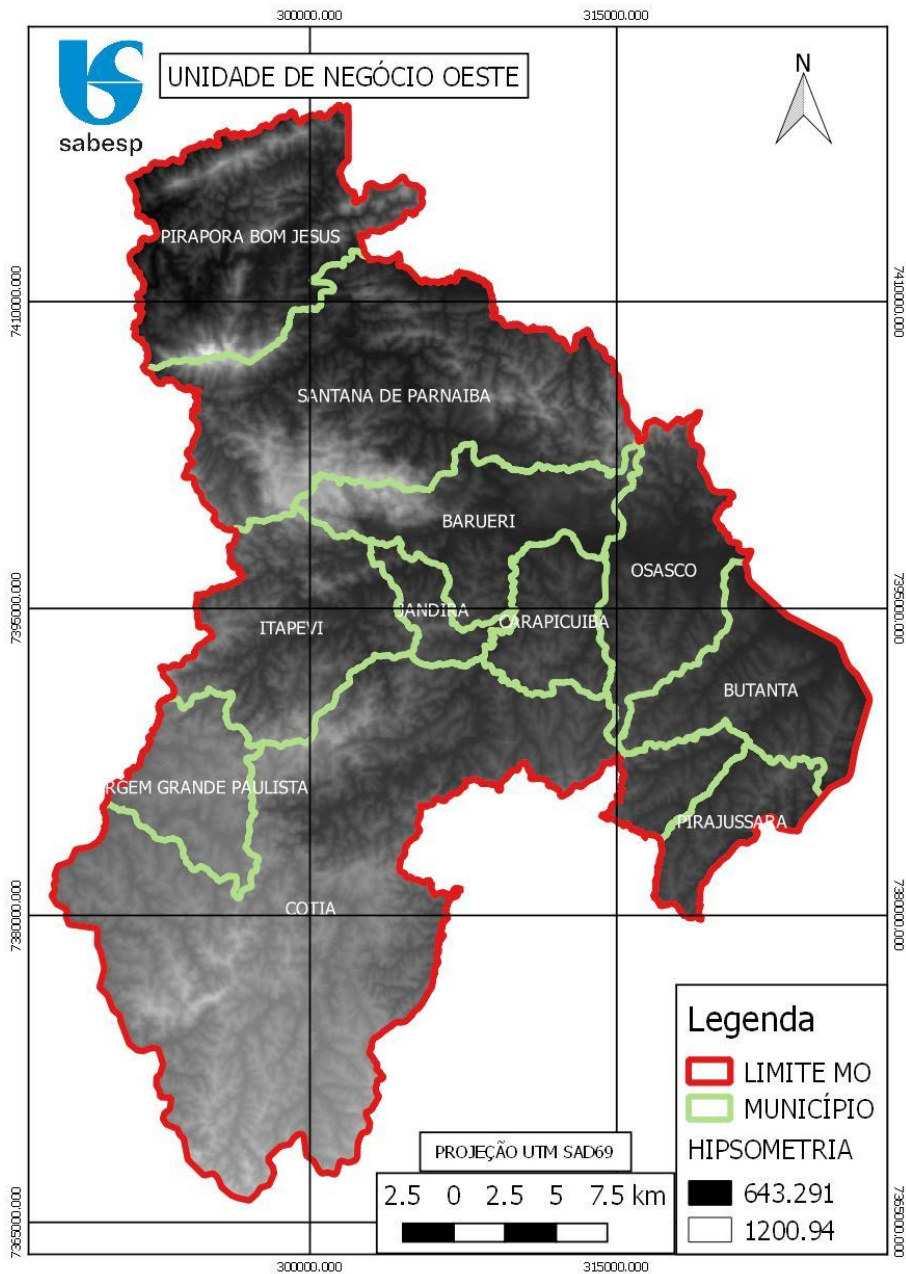 300000.000
315000.000
sabesp
UNIDADE DE NEGÓCIO OESTE
N
PIRAPORA BOM JESUS
7410000.000
7410000.000
SANTANA DE PARNAIBA
BARUERI
OSASCO
7395000.000
7395000.000
JANDIRA
CARAPICUIBA
ITAPEVI
BUTANTA
RGEM GRANDE PAULISTA
PIRAJUSSARA
COTIA
7380000.000
7380000.000
Legenda
LIMITE MO
MUNICÍPIO
HIPSOMETRIA
643.291
1200.94
PROJEÇÃO UTM SAD69
2.5 0 2.5 5 7.5 km
7365000.000
7365000.000
300000.000
315000.000